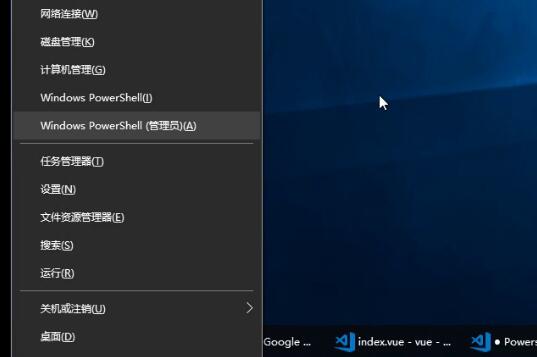 网络连接(W)
磁盘管理(K)
计算机管理(G)
Windows PowerShell(I)
Windows PowerShell (管理员)(A)
任务管理器(T)
设置(N)
文件资源管理器(E)
搜索(S)
运行(R)
关机或注销(U)
桌面(D)
Google ...
index.vue - vue - ...
● Powers